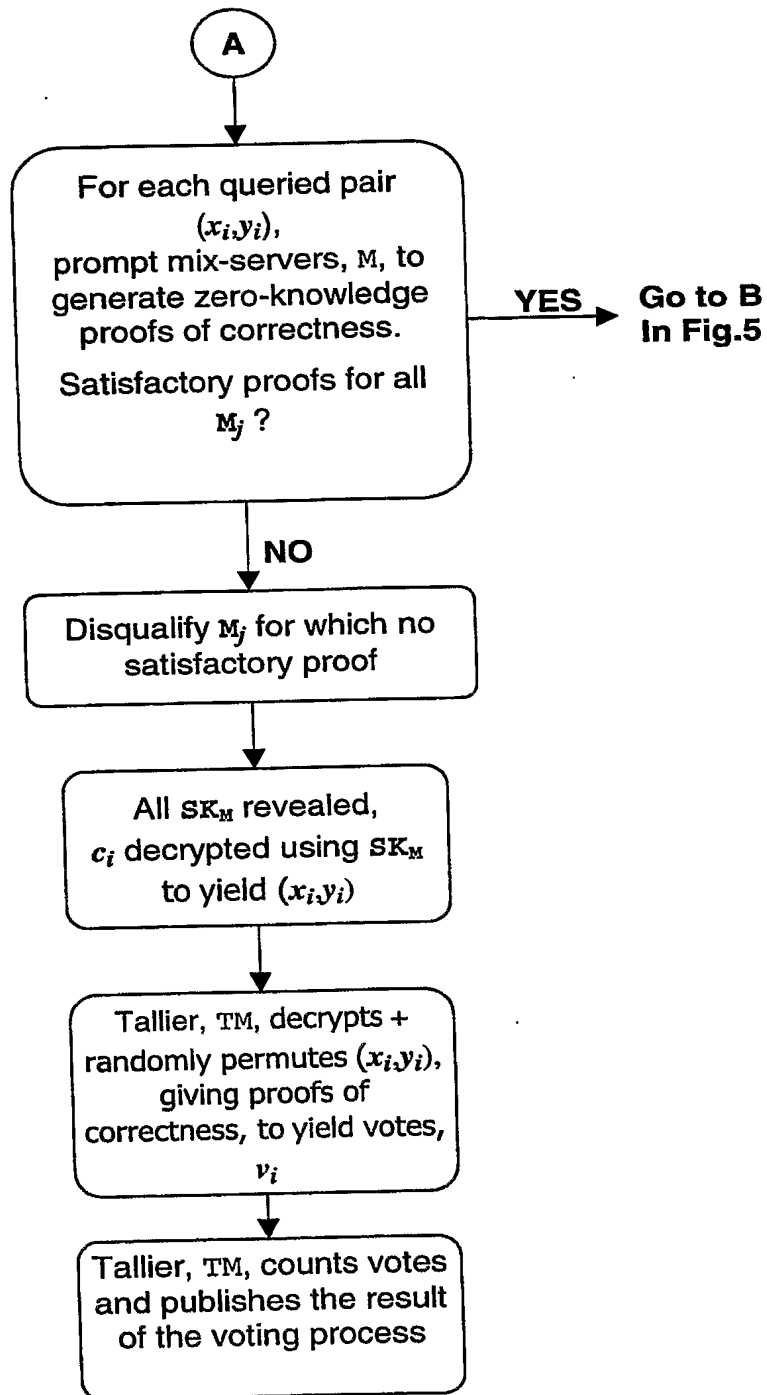 A
For each queried pair
(xᵢ,yᵢ),
prompt mix-servers, M, to
generate zero-knowledge
proofs of correctness.
Satisfactory proofs for all
Mⱼ ?
YES
Go to B
In Fig.5
NO
Disqualify Mⱼ for which no
satisfactory proof
All SK_M revealed,
cᵢ decrypted using SK_M
to yield (xᵢ,yᵢ)
Tallier, TM, decrypts +
randomly permutes (xᵢ,yᵢ),
giving proofs of
correctness, to yield votes,
vᵢ
Tallier, TM, counts votes
and publishes the result
of the voting process